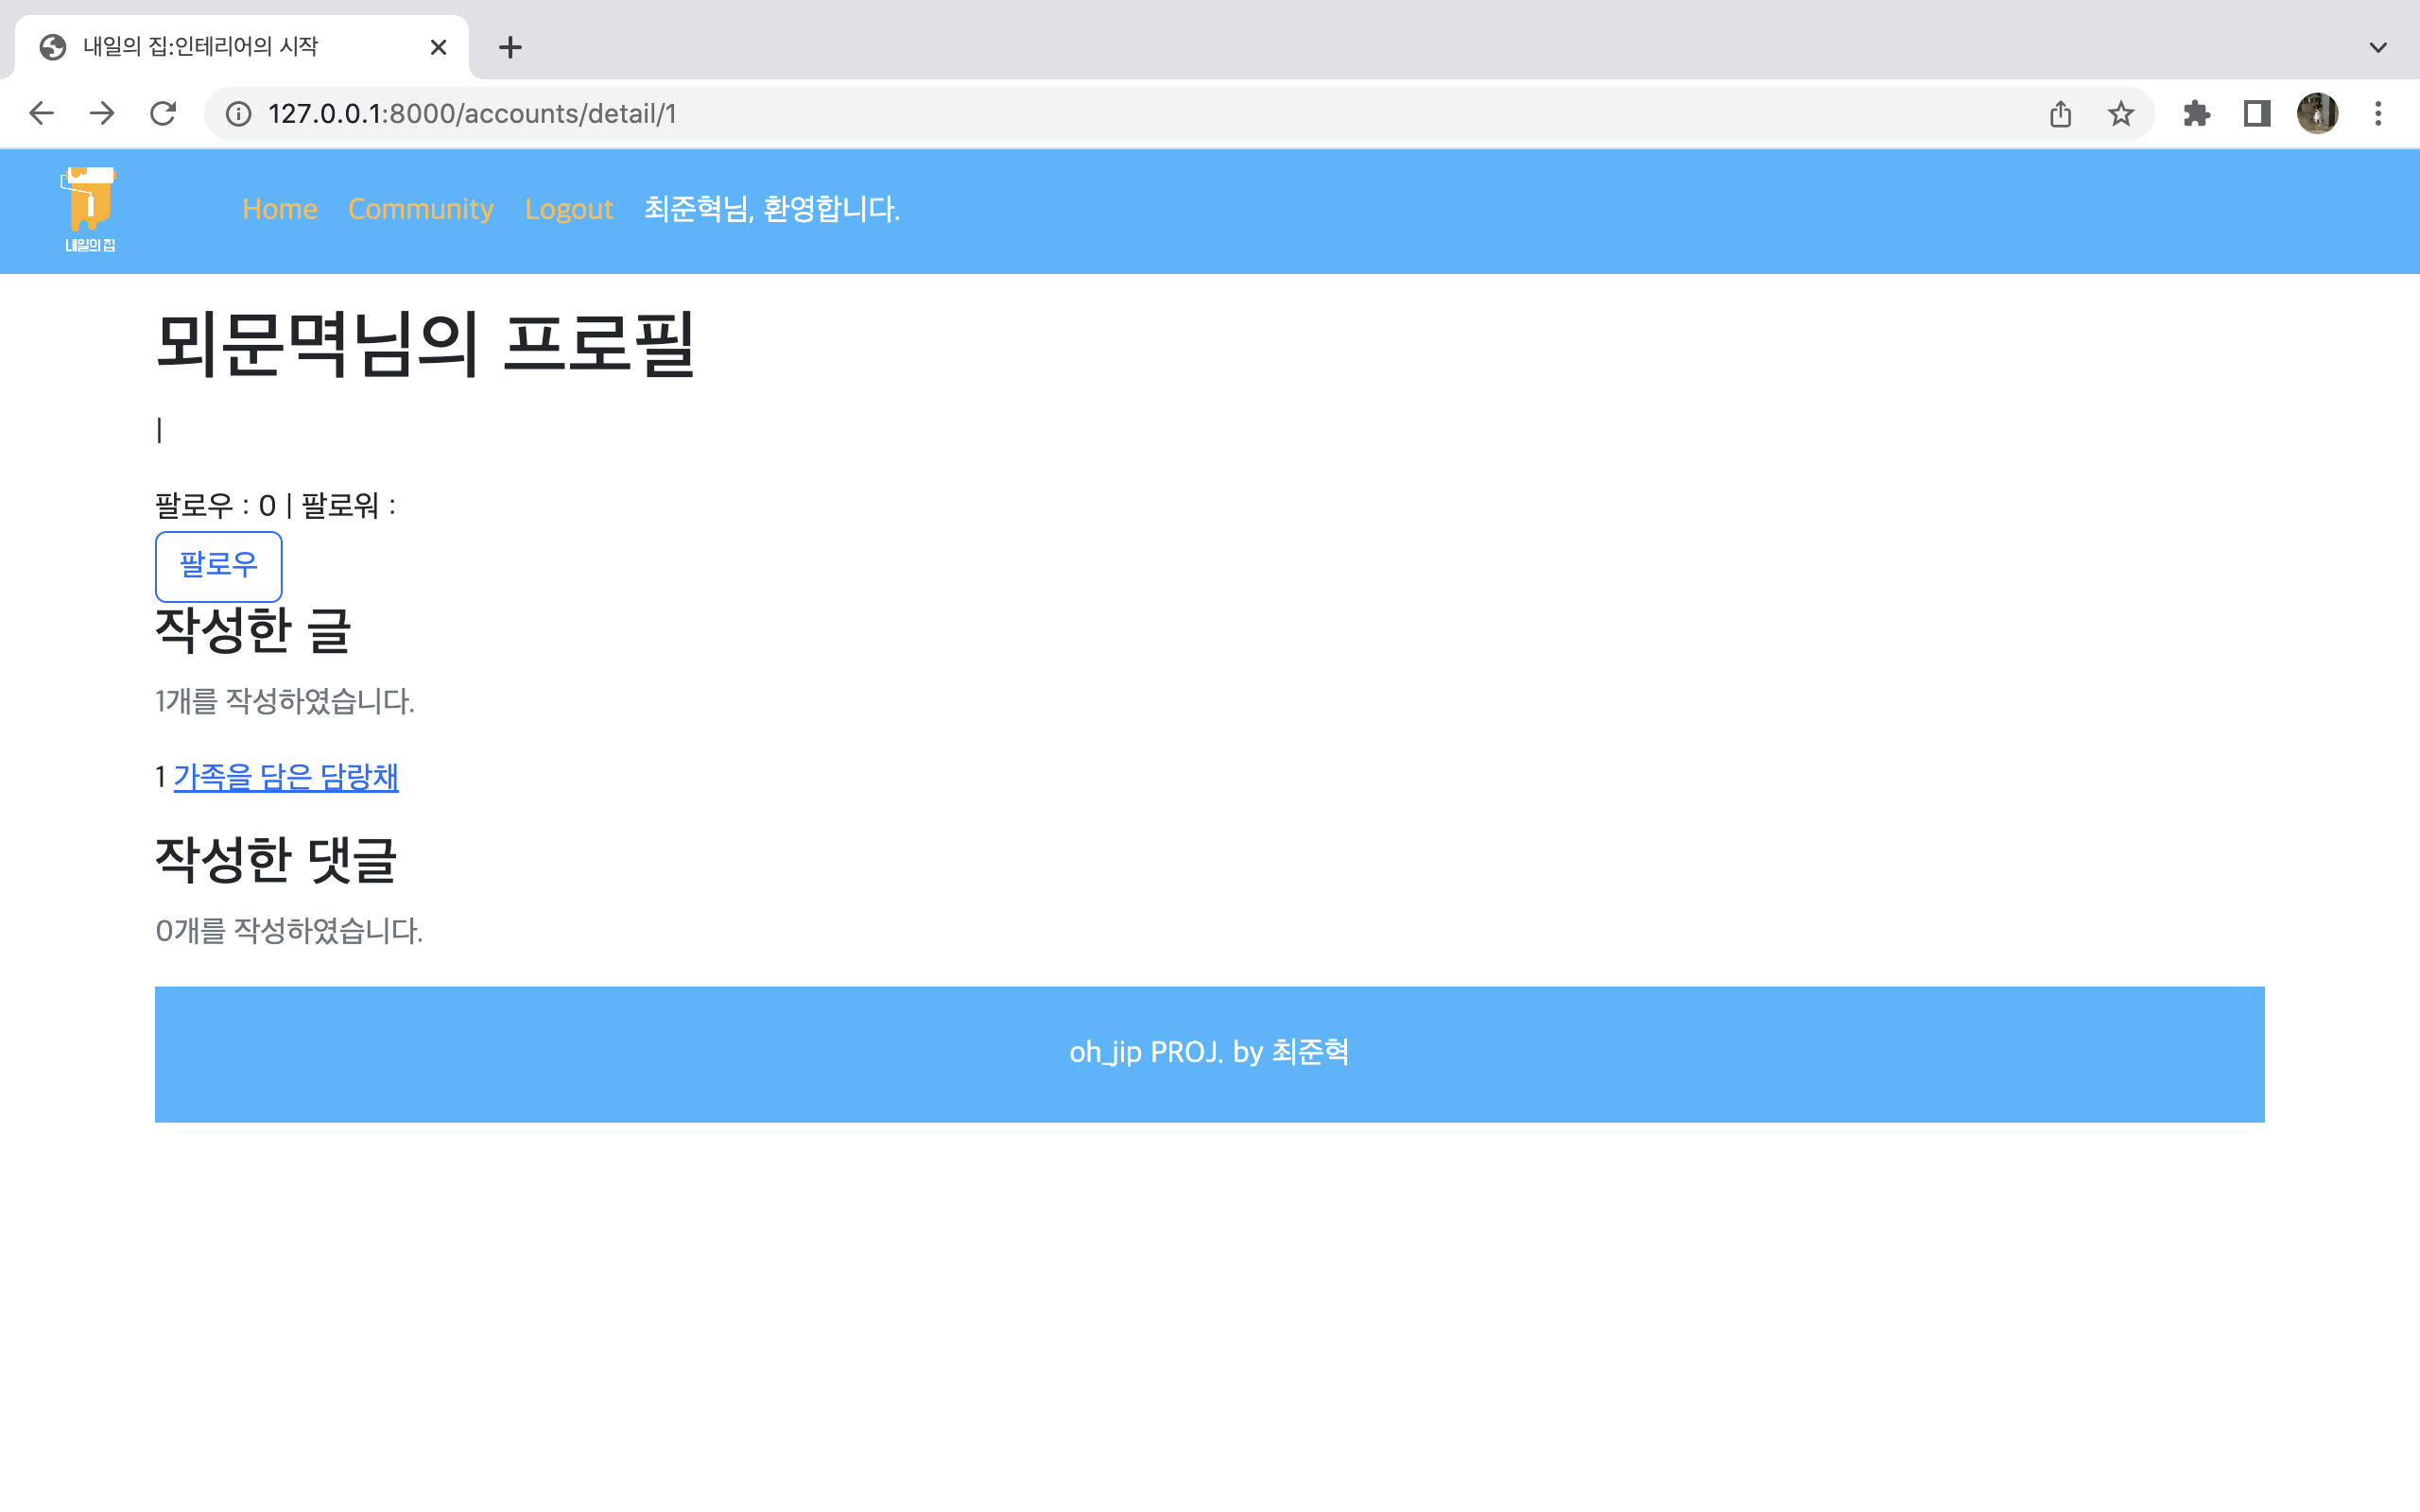 내일의 집:인테리어의 시작
127.0.0.1:8000/accounts/detail/1
내일의 집
Home Community Logout 최준혁님, 환영합니다.
뫼문멱님의 프로필
|
팔로우 : 0 | 팔로워 :
팔로우
작성한 글
1개를 작성하였습니다.
1 가족을 담은 담랑채
작성한 댓글
0개를 작성하였습니다.
oh_jip PROJ. by 최준혁